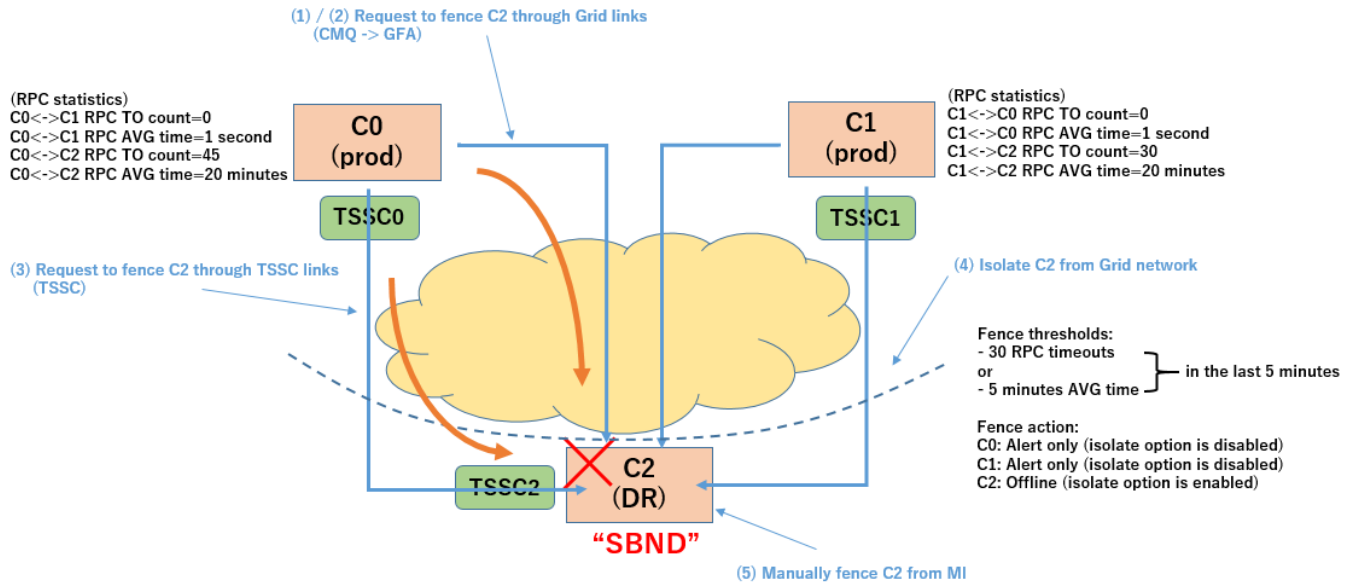 (1) / (2) Request to fence C2 through Grid links
(CMQ -> GFA)
(RPC statistics)
C0<->C1 RPC TO count=0
C0<->C1 RPC AVG time=1 second
C0<->C2 RPC TO count=45
C0<->C2 RPC AVG time=20 minutes
C0
(prod)
C1
(prod)
(RPC statistics)
C1<->C0 RPC TO count=0
C1<->C0 RPC AVG time=1 second
C1<->C2 RPC TO count=30
C1<->C2 RPC AVG time=20 minutes
TSSC0
TSSC1
(3) Request to fence C2 through TSSC links
(TSSC)
(4) Isolate C2 from Grid network
Fence thresholds:
- 30 RPC timeouts
or
- 5 minutes AVG time
in the last 5 minutes
Fence action:
C0: Alert only (isolate option is disabled)
C1: Alert only (isolate option is disabled)
C2: Offline (isolate option is enabled)
TSSC2
C2
(DR)
“SBND”
(5) Manually fence C2 from MI